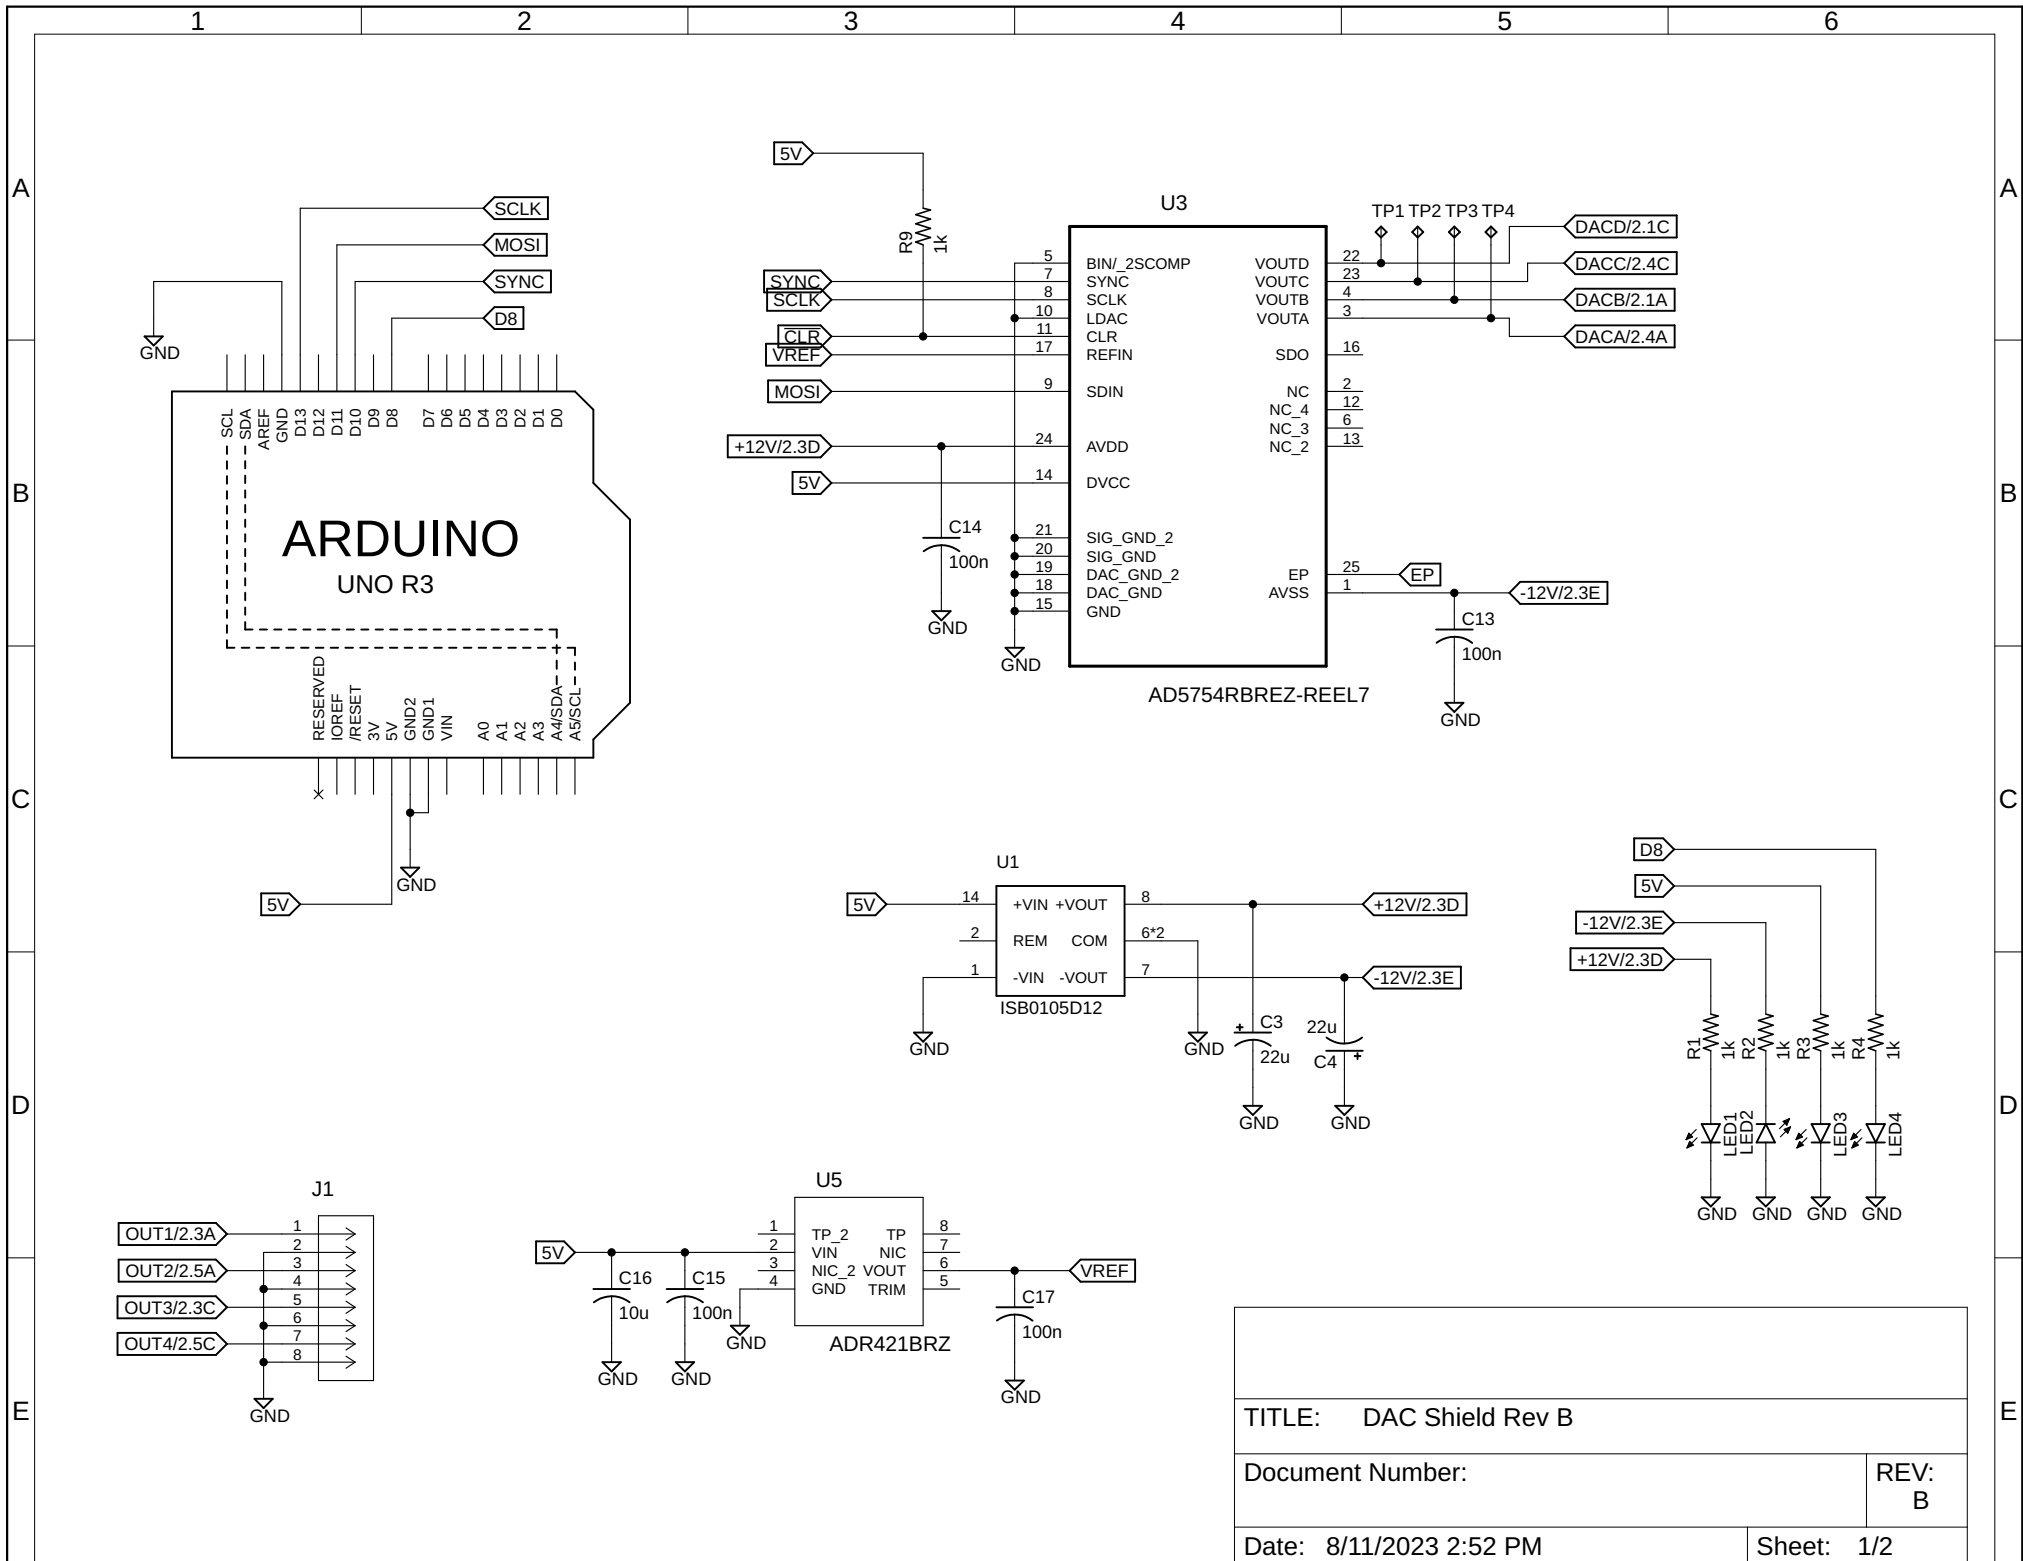 1 2 3 4 5 6
A A
B B
C C
D D
E E
SCLK
MOSI
SYNC
D8
GND
SCL SDA AREF GND D13 D12 D11 D10 D9 D8 D7 D6 D5 D4 D3 D2 D1 D0
ARDUINO
UNO R3
RESERVED IOREF /RESET 3V 5V GND2 GND1 VIN A0 A1 A2 A3 A4/SDA A5/SCL
GND
5V
5V
R9 1k
SYNC
SCLK
CLR
VREF
MOSI
+12V/2.3D
5V
C14
100n
GND
GND
U3
5 BIN/_2SCOMP VOUTD 22
7 SYNC VOUTC 23
8 SCLK VOUTB 4
10 LDAC VOUTA 3
11 CLR
17 REFIN SDO 16
9 SDIN NC 2
NC_4 12
NC_3 6
24 AVDD NC_2 13
14 DVCC
21 SIG_GND_2
20 SIG_GND
19 DAC_GND_2 EP 25
18 DAC_GND AVSS 1
15 GND
AD5754RBREZ-REEL7
TP1 TP2 TP3 TP4
DACD/2.1C
DACC/2.4C
DACB/2.1A
DACA/2.4A
EP
-12V/2.3E
C13
100n
GND
U1
5V 14 +VIN +VOUT 8 +12V/2.3D
2 REM COM 6*2
1 -VIN -VOUT 7 -12V/2.3E
ISB0105D12
GND
GND
C3
22u
GND
22u
C4
GND
D8
5V
-12V/2.3E
+12V/2.3D
R1 1k R2 1k R3 1k R4 1k
LED1 LED2 LED3 LED4
GND GND GND GND
J1
OUT1/2.3A 1
2
OUT2/2.5A 3
4
OUT3/2.3C 5
6
OUT4/2.5C 7
8
GND
U5
1 TP_2 TP 8
5V 2 VIN NIC 7
3 NIC_2 VOUT 6 VREF
4 GND TRIM 5
ADR421BRZ
C16
10u
GND
C15
100n
GND
GND
C17
100n
GND
TITLE: DAC Shield Rev B
Document Number:
REV:
B
Date: 8/11/2023 2:52 PM
Sheet: 1/2